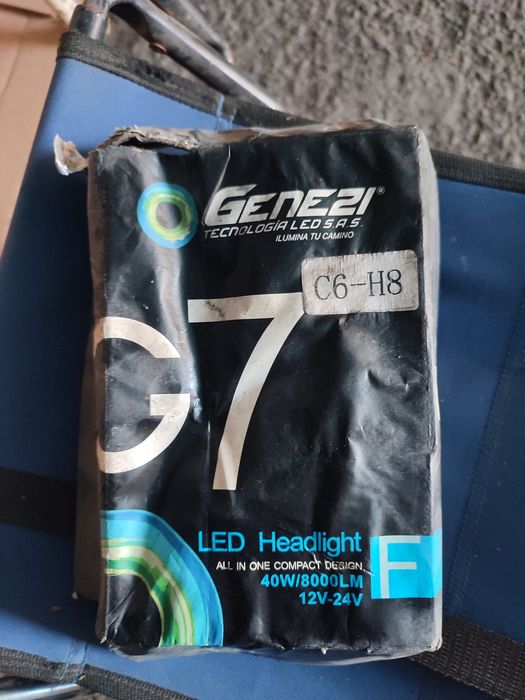 GENEZI®
TECNOLOGÍA LED S.A.S.
ILUMINA TU CAMINO
C6-H8
G7
LED Headlight
ALL IN ONE COMPACT DESIGN
40W/8000LM
12V-24V
F